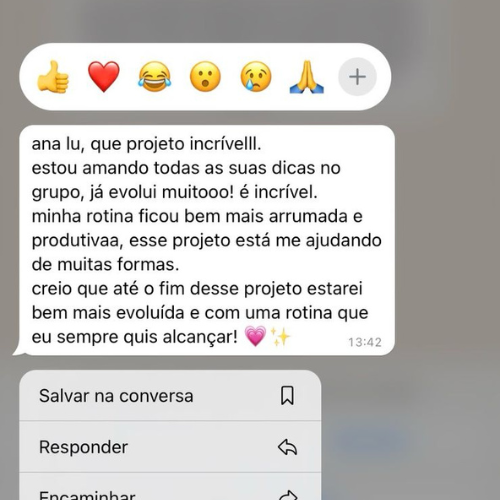 ana lu, que projeto incrívelll.
estou amando todas as suas dicas no
grupo, já evolui muitooo! é incrível.
minha rotina ficou bem mais arrumada e
produtivaa, esse projeto está me ajudando
de muitas formas.
creio que até o fim desse projeto estarei
bem mais evoluída e com uma rotina que
eu sempre quis alcançar! 💗✨
13:42
Salvar na conversa
Responder
Encaminhar